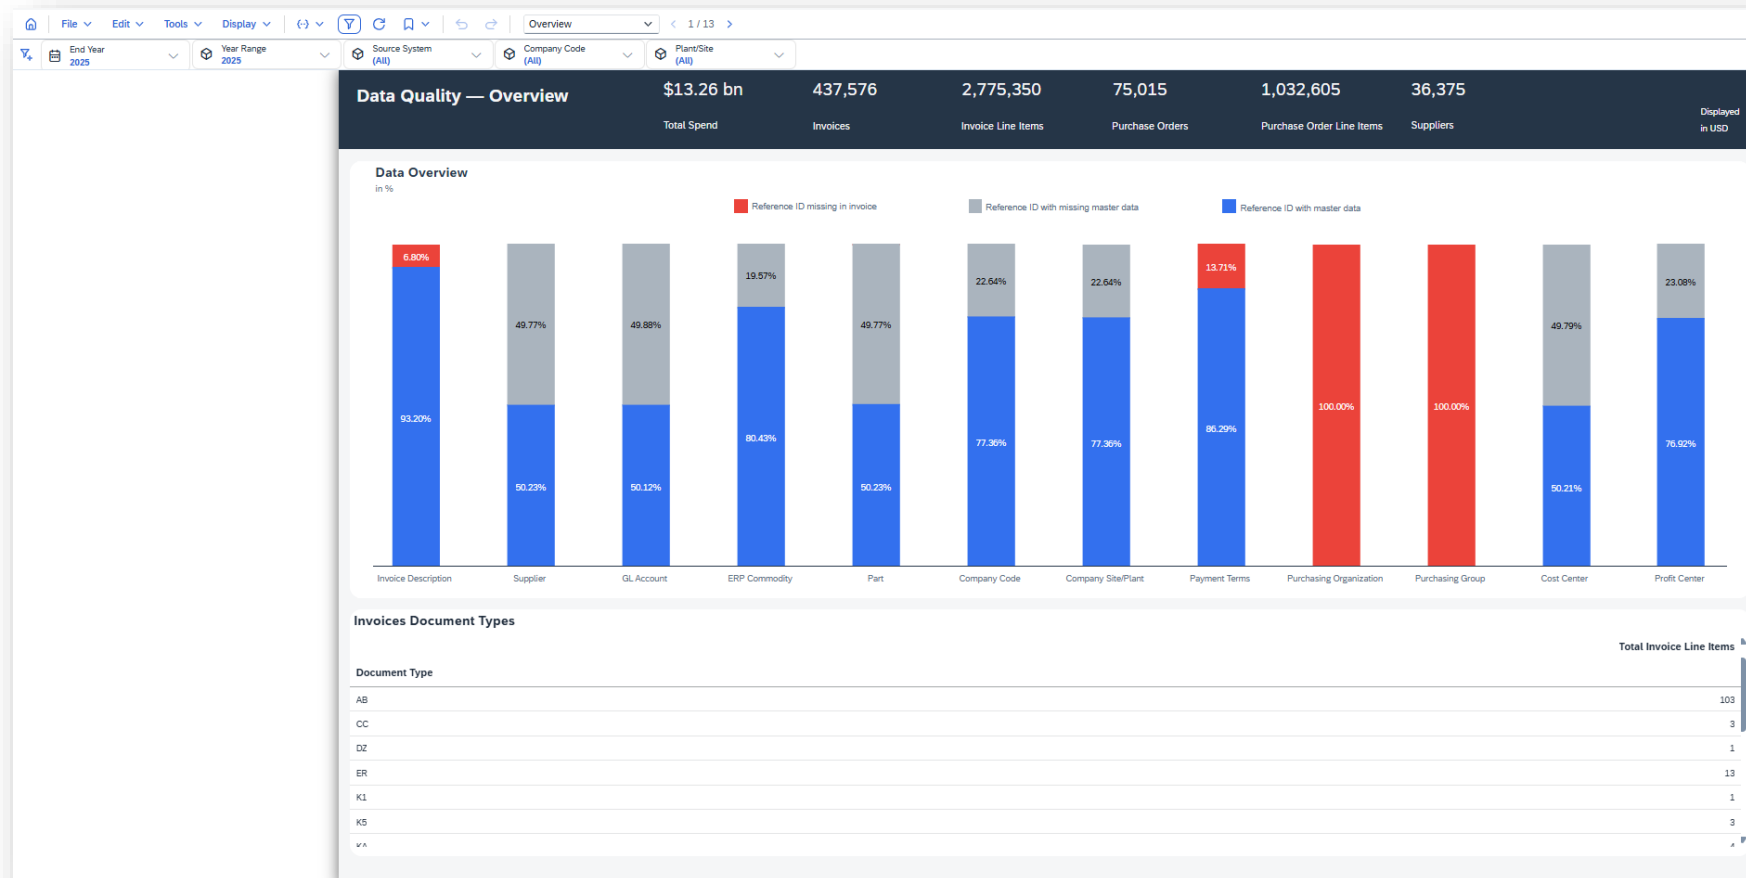 File Edit Tools Display Overview 1 / 13
End Year Year Range Source System Company Code Plant/Site
2025 2025 (All) (All) (All)
Data Quality — Overview
$13.26 bn 437,576 2,775,350 75,015 1,032,605 36,375
Total Spend Invoices Invoice Line Items Purchase Orders Purchase Order Line Items Suppliers
Displayed
in USD
Data Overview
in %
Reference ID missing in invoice Reference ID with missing master data Reference ID with master data
6.80% 49.77% 49.88% 19.57% 49.77% 22.64% 22.64% 13.71% 100.00% 100.00% 49.79% 23.08%
93.20% 50.23% 50.12% 80.43% 50.23% 77.36% 77.36% 86.29% 50.21% 76.92%
Invoice Description Supplier GL Account ERP Commodity Part Company Code Company Site/Plant Payment Terms Purchasing Organization Purchasing Group Cost Center Profit Center
Invoices Document Types
Total Invoice Line Items
Document Type
AB 103
CC 3
DZ 1
ER 13
K1 1
K5 3